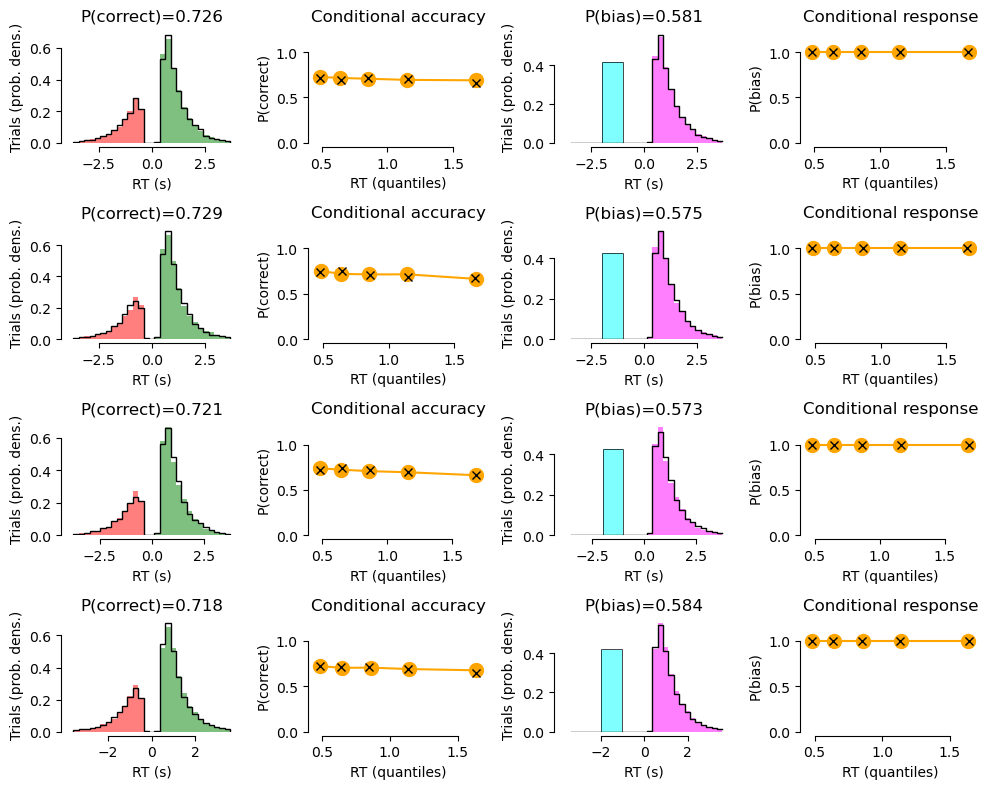 P(correct)=0.726
Conditional accuracy
P(bias)=0.581
Conditional response
Trials (prob. dens.)
0.6
0.4
0.2
0.0
−2.5 0.0 2.5
RT (s)
P(correct)
1.0
0.5
0.0
0.5 1.0 1.5
RT (quantiles)
Trials (prob. dens.)
0.4
0.2
0.0
−2.5 0.0 2.5
RT (s)
P(bias)
1.0
0.5
0.0
0.5 1.0 1.5
RT (quantiles)
P(correct)=0.729
Conditional accuracy
P(bias)=0.575
Conditional response
Trials (prob. dens.)
0.6
0.4
0.2
0.0
−2.5 0.0 2.5
RT (s)
P(correct)
1.0
0.5
0.0
0.5 1.0 1.5
RT (quantiles)
Trials (prob. dens.)
0.4
0.2
0.0
−2.5 0.0 2.5
RT (s)
P(bias)
1.0
0.5
0.0
0.5 1.0 1.5
RT (quantiles)
P(correct)=0.721
Conditional accuracy
P(bias)=0.573
Conditional response
Trials (prob. dens.)
0.6
0.4
0.2
0.0
−2.5 0.0 2.5
RT (s)
P(correct)
1.0
0.5
0.0
0.5 1.0 1.5
RT (quantiles)
Trials (prob. dens.)
0.4
0.2
0.0
−2.5 0.0 2.5
RT (s)
P(bias)
1.0
0.5
0.0
0.5 1.0 1.5
RT (quantiles)
P(correct)=0.718
Conditional accuracy
P(bias)=0.584
Conditional response
Trials (prob. dens.)
0.6
0.4
0.2
0.0
−2 0 2
RT (s)
P(correct)
1.0
0.5
0.0
0.5 1.0 1.5
RT (quantiles)
Trials (prob. dens.)
0.4
0.2
0.0
−2 0 2
RT (s)
P(bias)
1.0
0.5
0.0
0.5 1.0 1.5
RT (quantiles)